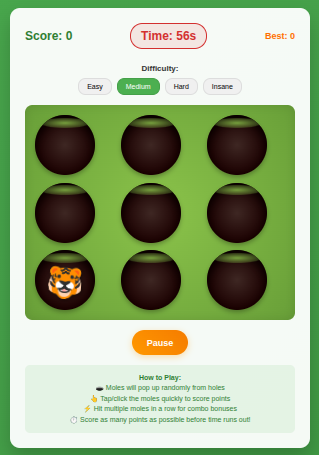 Score: 0
Time: 56s
Best: 0
Difficulty:
Easy
Medium
Hard
Insane
Pause
How to Play:
🕳️ Moles will pop up randomly from holes
👆 Tap/click the moles quickly to score points
⚡ Hit multiple moles in a row for combo bonuses
⏱️ Score as many points as possible before time runs out!